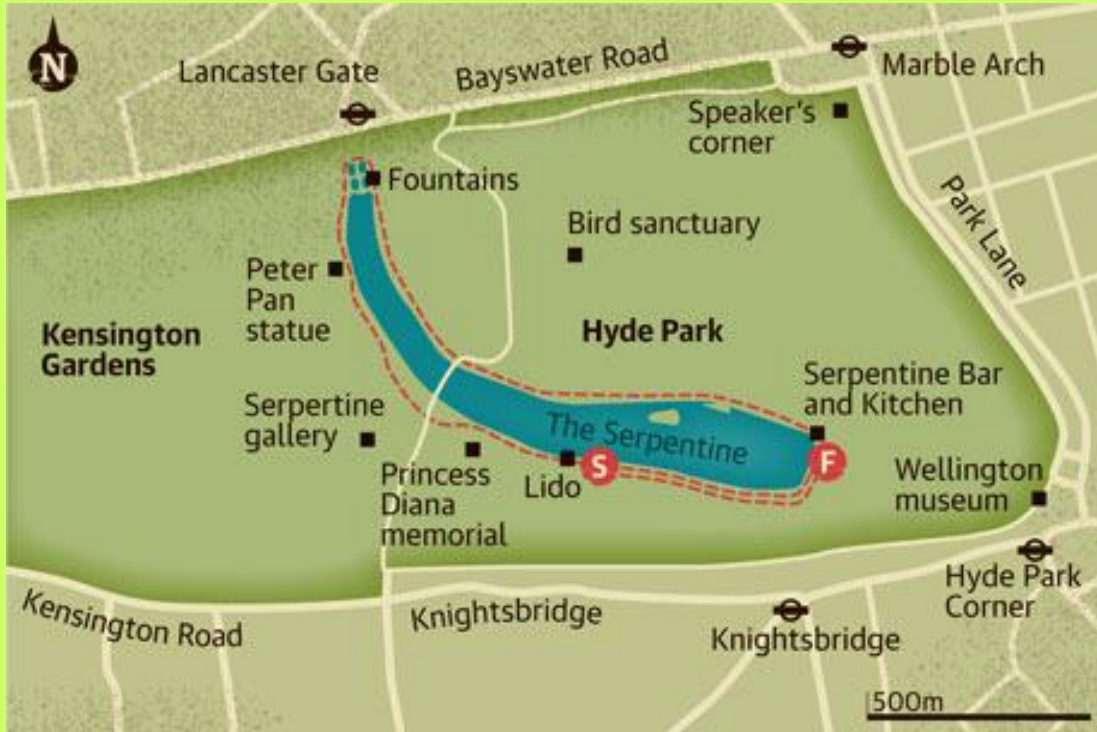 N
Lancaster Gate
Bayswater Road
Marble Arch
Speaker's
corner
Fountains
Park Lane
Bird sanctuary
Peter
Pan
statue
Kensington
Gardens
Hyde Park
Serpentine Bar
and Kitchen
Serpertine
gallery
The Serpentine
Princess
Diana
memorial
Lido
S
F
Wellington
museum
Hyde Park
Corner
Kensington Road
Knightsbridge
Knightsbridge
500m